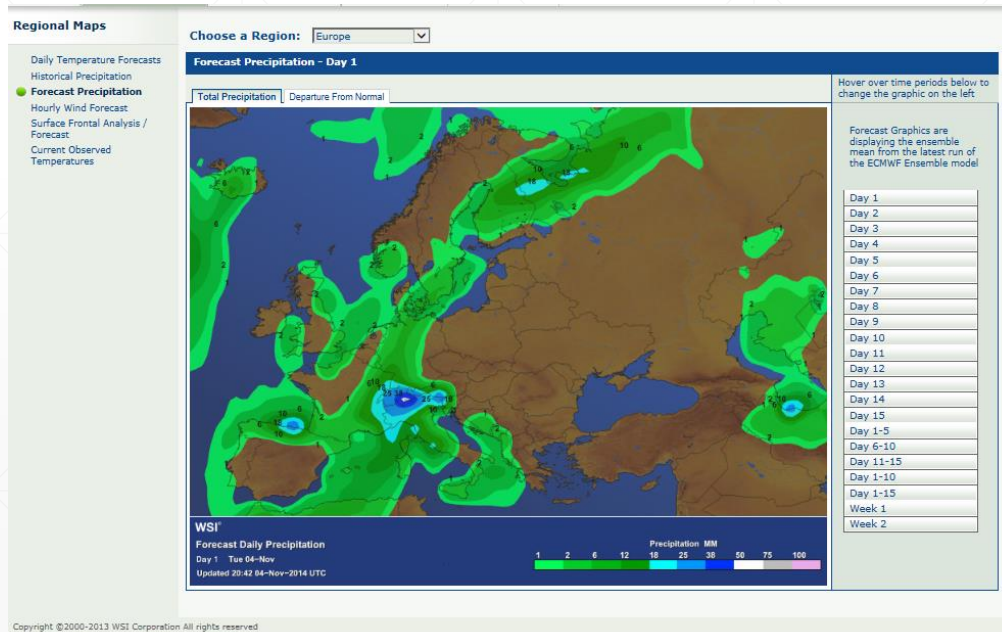 Regional Maps
Daily Temperature Forecasts
Historical Precipitation
Forecast Precipitation
Hourly Wind Forecast
Surface Frontal Analysis /
Forecast
Current Observed
Temperatures
Choose a Region: Europe
Forecast Precipitation - Day 1
Total Precipitation Departure From Normal
WSI
Forecast Daily Precipitation
Day 1 Tue 04-Nov
Updated 20:42 04-Nov-2014 UTC
Precipitation MM
1 2 6 12 18 25 38 50 75 100
Hover over time periods below to
change the graphic on the left
Forecast Graphics are
displaying the ensemble
mean from the latest run of
the ECMWF Ensemble model
Day 1
Day 2
Day 3
Day 4
Day 5
Day 6
Day 7
Day 8
Day 9
Day 10
Day 11
Day 12
Day 13
Day 14
Day 15
Day 1-5
Day 6-10
Day 11-15
Day 1-10
Day 1-15
Week 1
Week 2
Copyright ©2000-2013 WSI Corporation All rights reserved